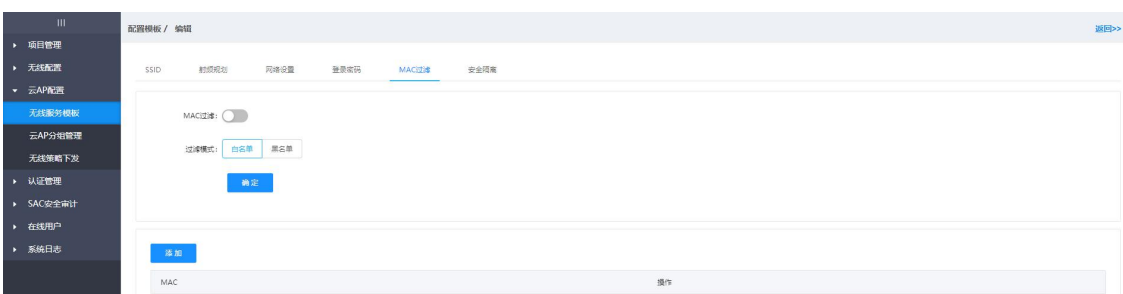 配置模板 / 编辑
返回>>
项目管理
无线配置
云AP配置
无线服务模板
云AP分组管理
无线策略下发
认证管理
SAC安全审计
在线用户
系统日志
SSID 射频规划 网络设置 登录密码 MAC过滤 安全隔离
MAC过滤:
过滤模式: 白名单 黑名单
确定
添加
MAC 操作